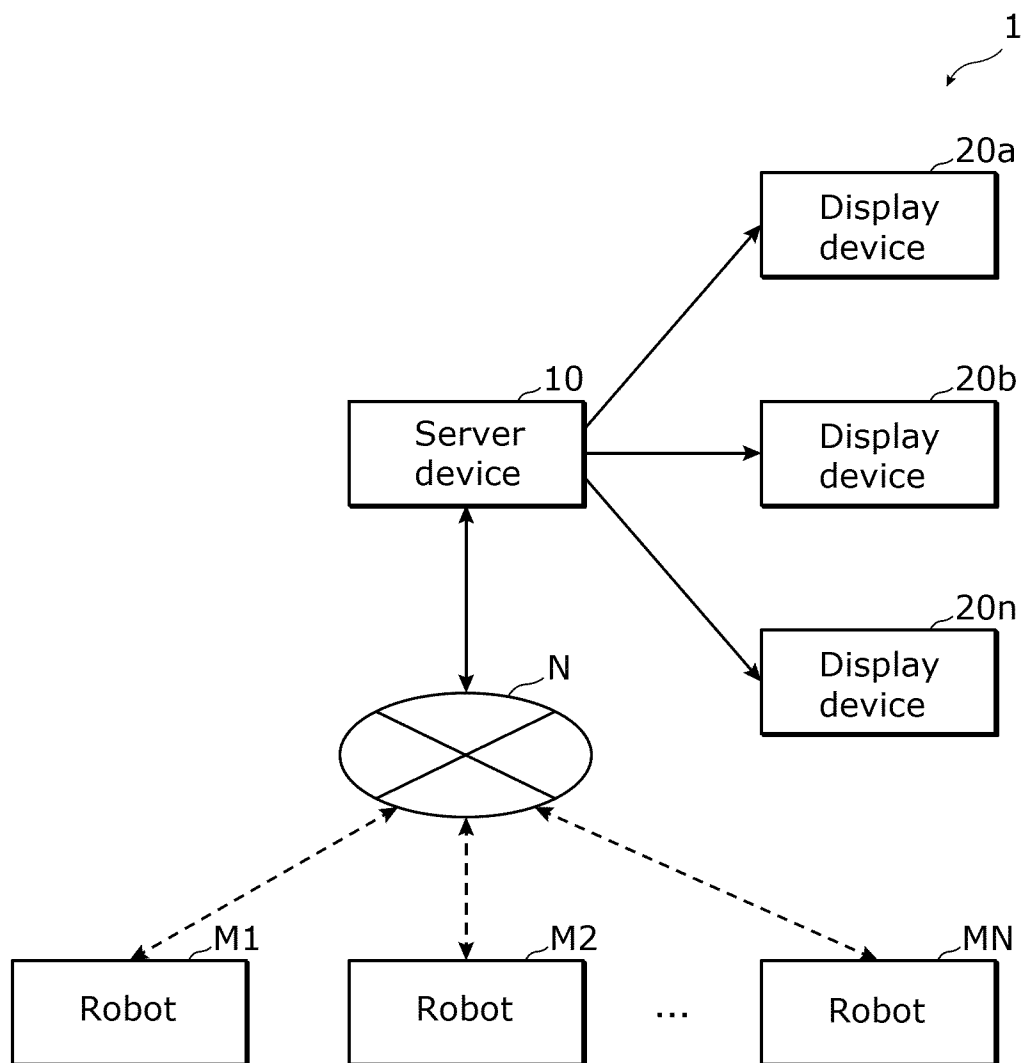 1
20a
Display
device
10
20b
Server
device
Display
device
20n
Display
device
N
M1
M2
MN
Robot
Robot
...
Robot